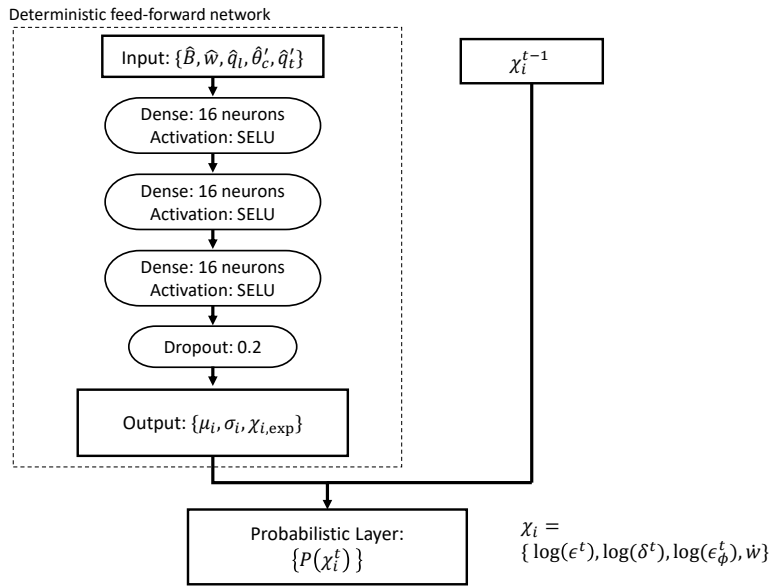 Deterministic feed-forward network
Input: {B̂, ŵ, q̂_l, θ̂′_c, q̂′_t}
χ_i^{t−1}
Dense: 16 neurons
Activation: SELU
Dense: 16 neurons
Activation: SELU
Dense: 16 neurons
Activation: SELU
Dropout: 0.2
Output: {μ_i, σ_i, χ_{i,exp}}
Probabilistic Layer:
{P(χ_i^t)}
χ_i =
{ log(ϵ^t), log(δ^t), log(ϵ_ϕ^t), ẇ}